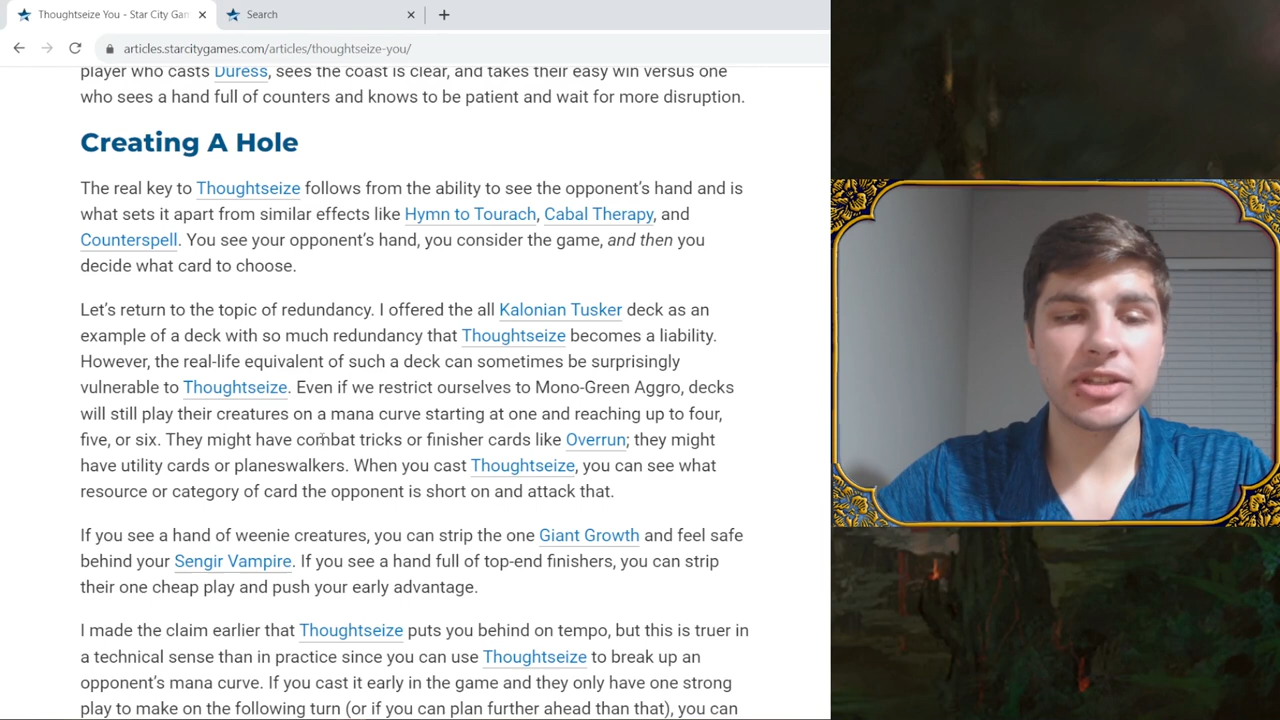 Thoughtseize You - Star City Gam
Search
articles.starcitygames.com/articles/thoughtseize-you/
player who casts Duress, sees the coast is clear, and takes their easy win versus one
who sees a hand full of counters and knows to be patient and wait for more disruption.
Creating A Hole
The real key to Thoughtseize follows from the ability to see the opponent's hand and is
what sets it apart from similar effects like Hymn to Tourach, Cabal Therapy, and
Counterspell. You see your opponent's hand, you consider the game, and then you
decide what card to choose.
Let's return to the topic of redundancy. I offered the all Kalonian Tusker deck as an
example of a deck with so much redundancy that Thoughtseize becomes a liability.
However, the real-life equivalent of such a deck can sometimes be surprisingly
vulnerable to Thoughtseize. Even if we restrict ourselves to Mono-Green Aggro, decks
will still play their creatures on a mana curve starting at one and reaching up to four,
five, or six. They might have combat tricks or finisher cards like Overrun; they might
have utility cards or planeswalkers. When you cast Thoughtseize, you can see what
resource or category of card the opponent is short on and attack that.
If you see a hand of weenie creatures, you can strip the one Giant Growth and feel safe
behind your Sengir Vampire. If you see a hand full of top-end finishers, you can strip
their one cheap play and push your early advantage.
I made the claim earlier that Thoughtseize puts you behind on tempo, but this is truer in
a technical sense than in practice since you can use Thoughtseize to break up an
opponent's mana curve. If you cast it early in the game and they only have one strong
play to make on the following turn (or if you can plan further ahead than that), you can